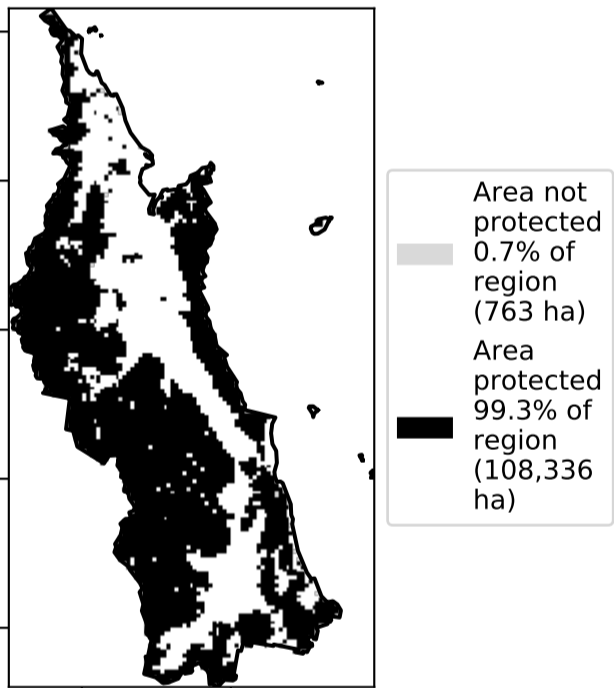 Area not
protected
0.7% of
region
(763 ha)
Area
protected
99.3% of
region
(108,336
ha)